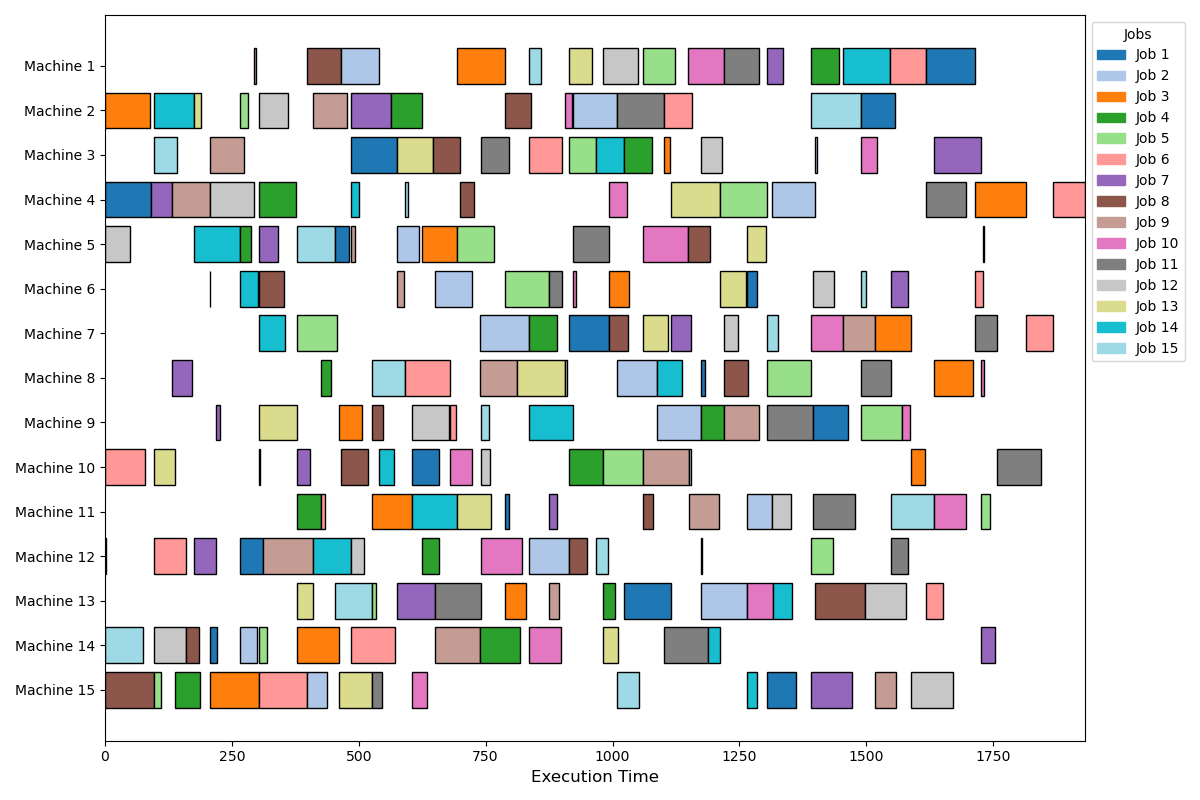 Machine 1
Machine 2
Machine 3
Machine 4
Machine 5
Machine 6
Machine 7
Machine 8
Machine 9
Machine 10
Machine 11
Machine 12
Machine 13
Machine 14
Machine 15
0 250 500 750 1000 1250 1500 1750
Execution Time
Jobs
Job 1
Job 2
Job 3
Job 4
Job 5
Job 6
Job 7
Job 8
Job 9
Job 10
Job 11
Job 12
Job 13
Job 14
Job 15